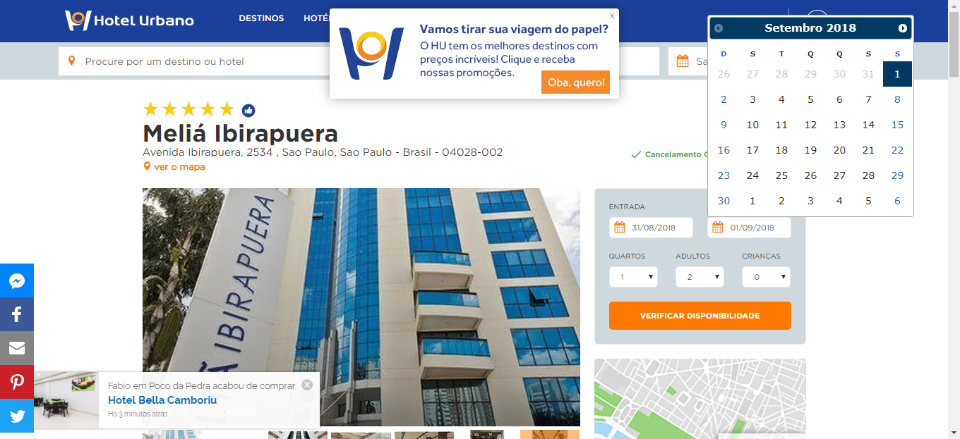 Hotel Urbano
DESTINOS
Vamos tirar sua viagem do papel?
O HU tem os melhores destinos com
preços incríveis! Clique e receba
nossas promoções.
Oba, quero!
x
Setembro 2018
D S T Q Q S S
26 27 28 29 30 31 1
2 3 4 5 6 7 8
9 10 11 12 13 14 15
16 17 18 19 20 21 22
23 24 25 26 27 28 29
30 1 2 3 4 5 6
Procure por um destino ou hotel
Meliá Ibirapuera
Avenida Ibirapuera, 2534 , Sao Paulo, Sao Paulo - Brasil - 04028-002
ver o mapa
Cancelamento
IBIRAPUERA
ENTRADA
31/08/2018
01/09/2018
QUARTOS ADULTOS CRIANÇAS
1 2 0
VERIFICAR DISPONIBILIDADE
Fabio em Poco da Pedra acabou de comprar
Hotel Bella Camboriu
Há 3 minutos atrás